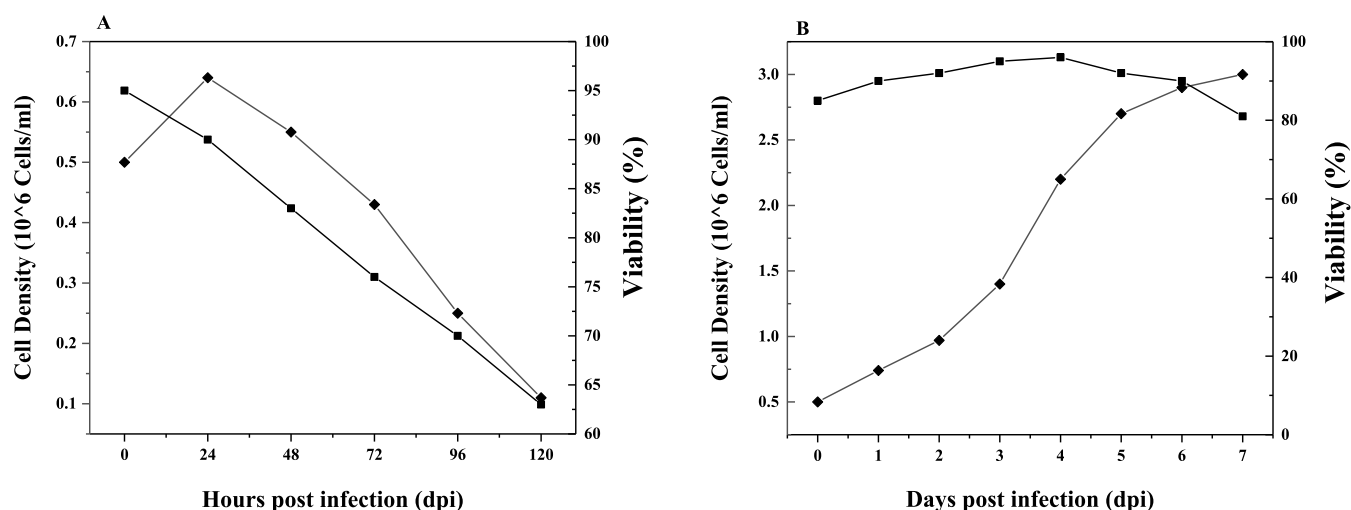 A
0.7
0.6
0.5
0.4
0.3
0.2
0.1
Cell Density (10^6 Cells/ml)
100
95
90
85
80
75
70
65
60
Viability (%)
0 24 48 72 96 120
Hours post infection (dpi)
B
3.0
2.5
2.0
1.5
1.0
0.5
Cell Density (10^6 Cells/ml)
100
80
60
40
20
0
Viability (%)
0 1 2 3 4 5 6 7
Days post infection (dpi)